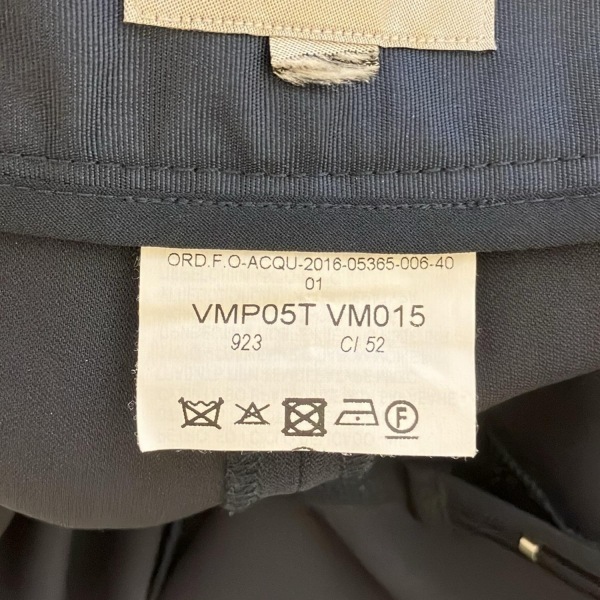 ORD.F.O-ACQU-2016-05365-006-40
01
VMP05T VM015
923 CI 52
F